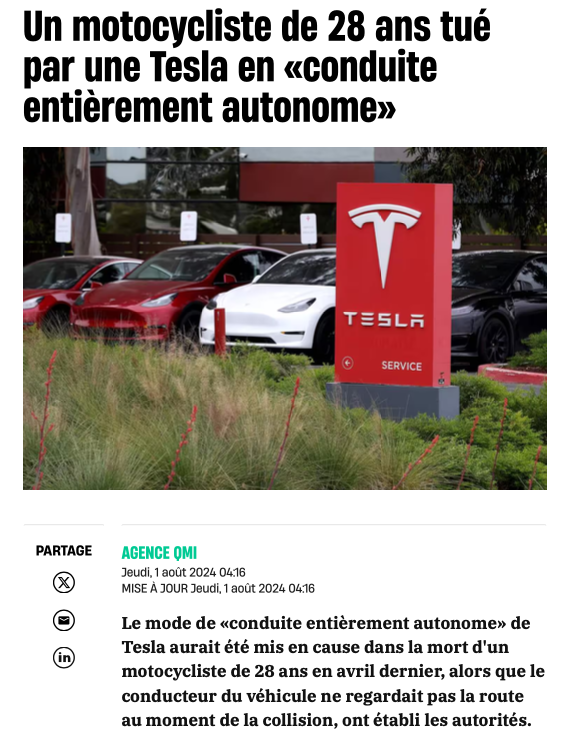 Un motocycliste de 28 ans tué
par une Tesla en «conduite
entièrement autonome»
TESLA
SERVICE
PARTAGE
AGENCE QMI
Jeudi, 1 août 2024 04:16
MISE À JOUR Jeudi, 1 août 2024 04:16
Le mode de «conduite entièrement autonome» de
Tesla aurait été mis en cause dans la mort d'un
motocycliste de 28 ans en avril dernier, alors que le
conducteur du véhicule ne regardait pas la route
au moment de la collision, ont établi les autorités.